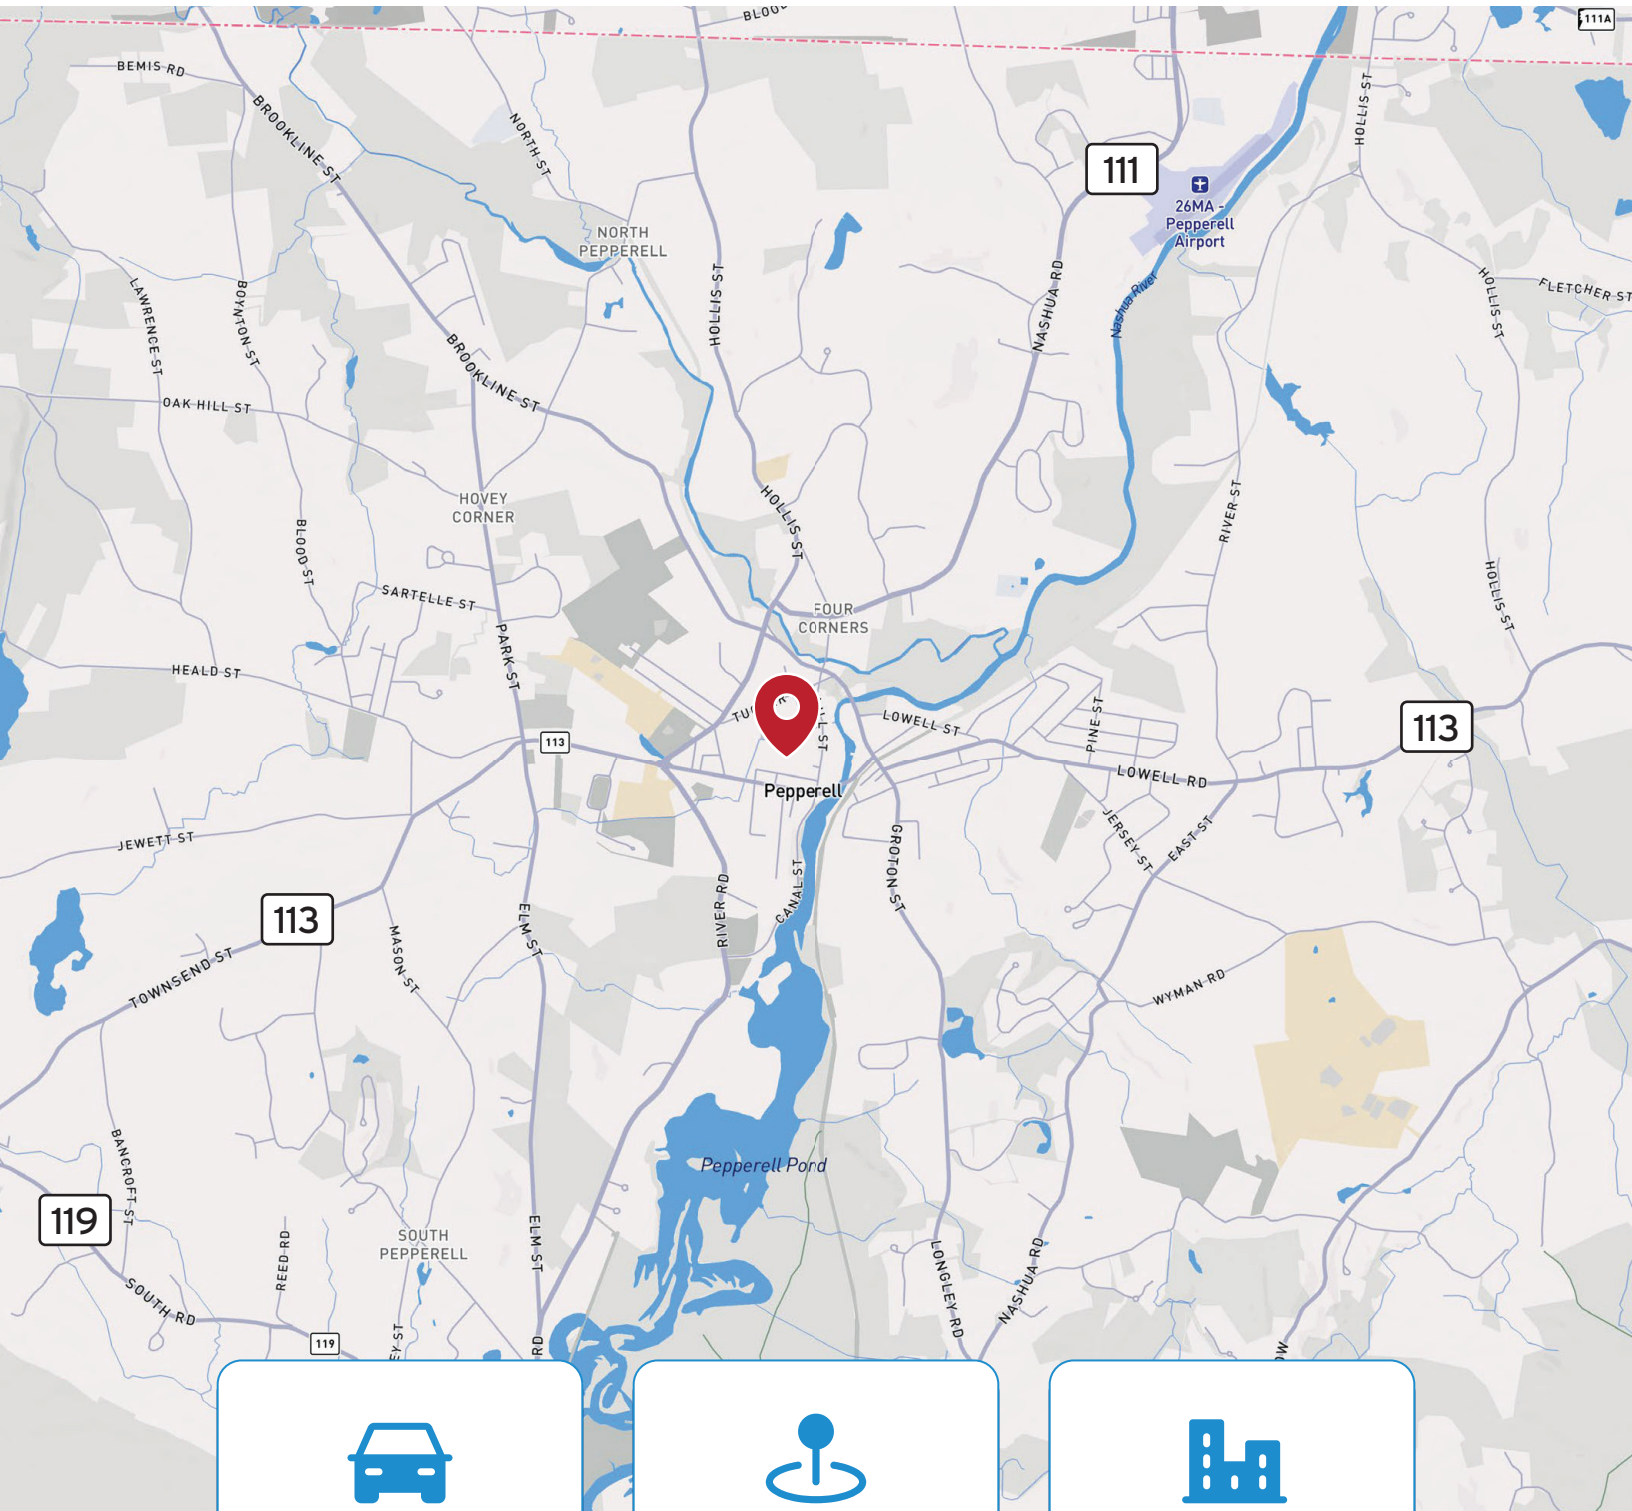 BLOOD
111A
BEMIS RD
BROOKLINE ST
NORTH ST
HOLLIS ST
111
26MA -
Pepperell
Airport
NORTH
PEPPERELL
Nashua River
HOLLIS ST
NASHUA RD
LAWRENCE ST
BOYNTON ST
HOLLIS ST
FLETCHER ST
BROOKLINE ST
OAK HILL ST
HOVEY
CORNER
HOLLIS ST
RIVER ST
BLOOD ST
SARTELLE ST
HOLLIS ST
FOUR
CORNERS
PARK ST
HEALD ST
LOWELL ST
PINE ST
113
113
LOWELL RD
Pepperell
JEWETT ST
JERSEY ST
EAST ST
GROTON ST
CANAL ST
RIVER RD
113
ELM ST
MASON ST
TOWNSEND ST
WYMAN RD
BANCROFT ST
Pepperell Pond
119
SOUTH
PEPPERELL
ELM ST
REED RD
LONGLEY RD
NASHUA RD
SOUTH RD
119
EY ST
RD
OW